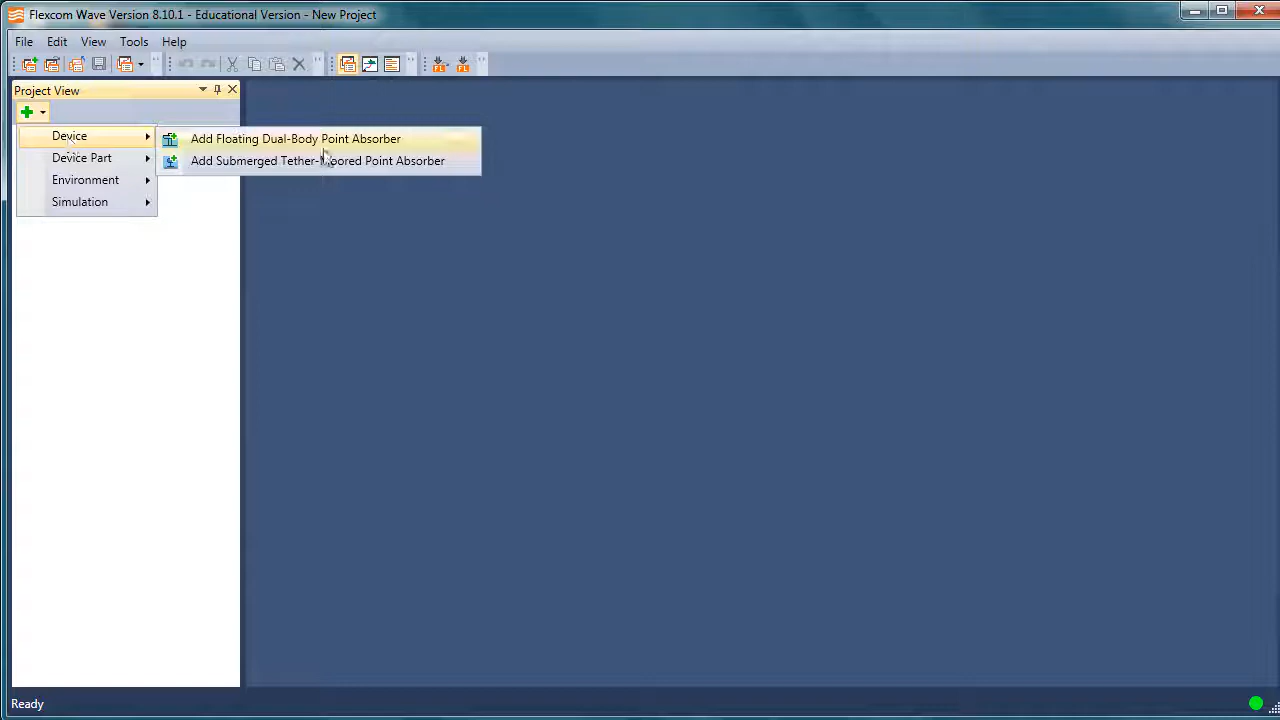 Flexcom Wave Version 8.10.1 - Educational Version - New Project
File Edit View Tools Help
Project View
Device
Add Floating Dual-Body Point Absorber
Device Part
Add Submerged Tether-Moored Point Absorber
Environment
Simulation
Ready